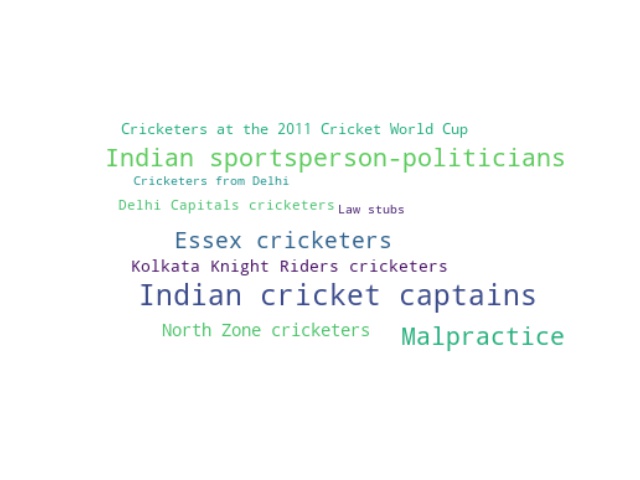 Cricketers at the 2011 Cricket World Cup
Indian sportsperson-politicians
Cricketers from Delhi
Delhi Capitals cricketers
Law stubs
Essex cricketers
Kolkata Knight Riders cricketers
Indian cricket captains
North Zone cricketers
Malpractice